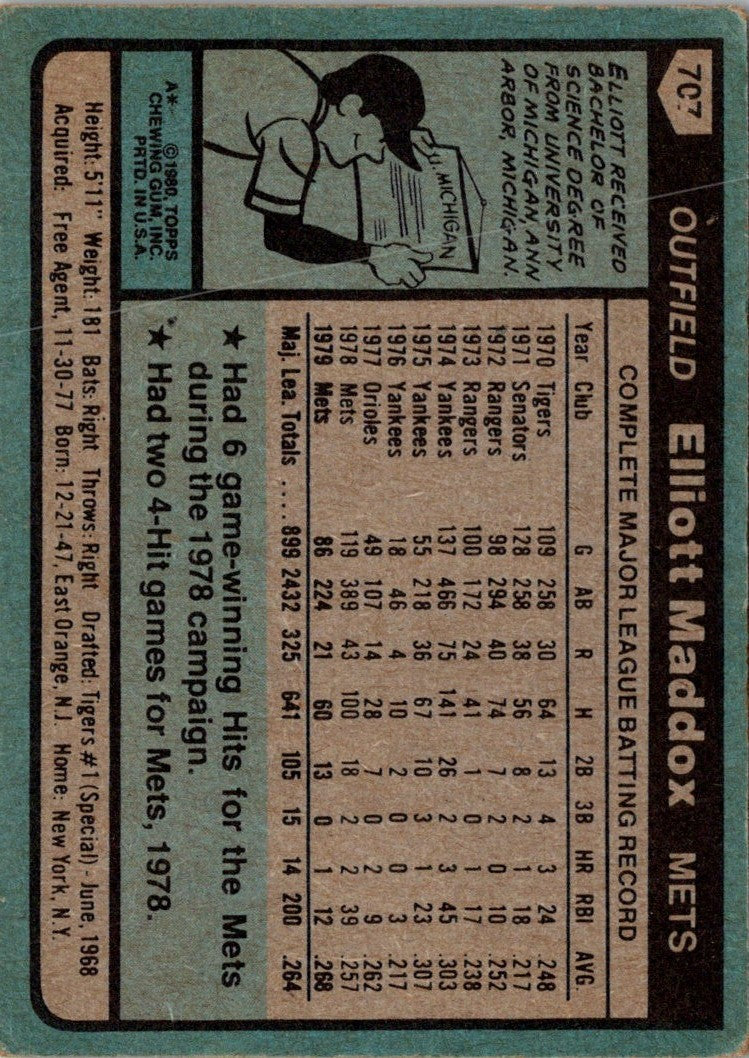 707
OUTFIELD Elliott Maddox METS
ELLIOTT RECEIVED
BACHELOR OF
SCIENCE DEGREE
FROM UNIVERSITY
OF MICHIGAN, ANN
ARBOR, MICHIGAN.
U. MICHIGAN
A* © 1980, TOPPS
CHEWING GUM, INC.
PRTD. IN U.S.A.
COMPLETE MAJOR LEAGUE BATTING RECORD
Year Club G AB R H 2B 3B HR RBI AVG.
1970 Tigers 109 258 30 64 13 4 3 24 .248
1971 Senators 128 258 38 56 8 2 1 18 .217
1972 Rangers 98 294 40 74 7 2 0 10 .252
1973 Rangers 100 172 24 41 1 0 1 17 .238
1974 Yankees 137 466 75 141 26 2 3 45 .303
1975 Yankees 55 218 36 67 10 3 1 23 .307
1976 Yankees 18 46 4 10 2 0 0 3 .217
1977 Orioles 49 107 14 28 7 0 2 9 .262
1978 Mets 119 389 43 100 18 2 2 39 .257
1979 Mets 86 224 21 60 13 0 1 12 .268
Maj. Lea. Totals ..... 899 2432 325 641 105 15 14 200 .264
★ Had 6 game-winning Hits for the Mets
during the 1978 campaign.
★ Had two 4-Hit games for Mets, 1978.
Height: 5'11" Weight: 181 Bats: Right Throws: Right Drafted: Tigers #1 (Special) - June, 1968
Acquired: Free Agent, 11-30-77 Born: 12-21-47, East Orange, N.J. Home: New York, N.Y.